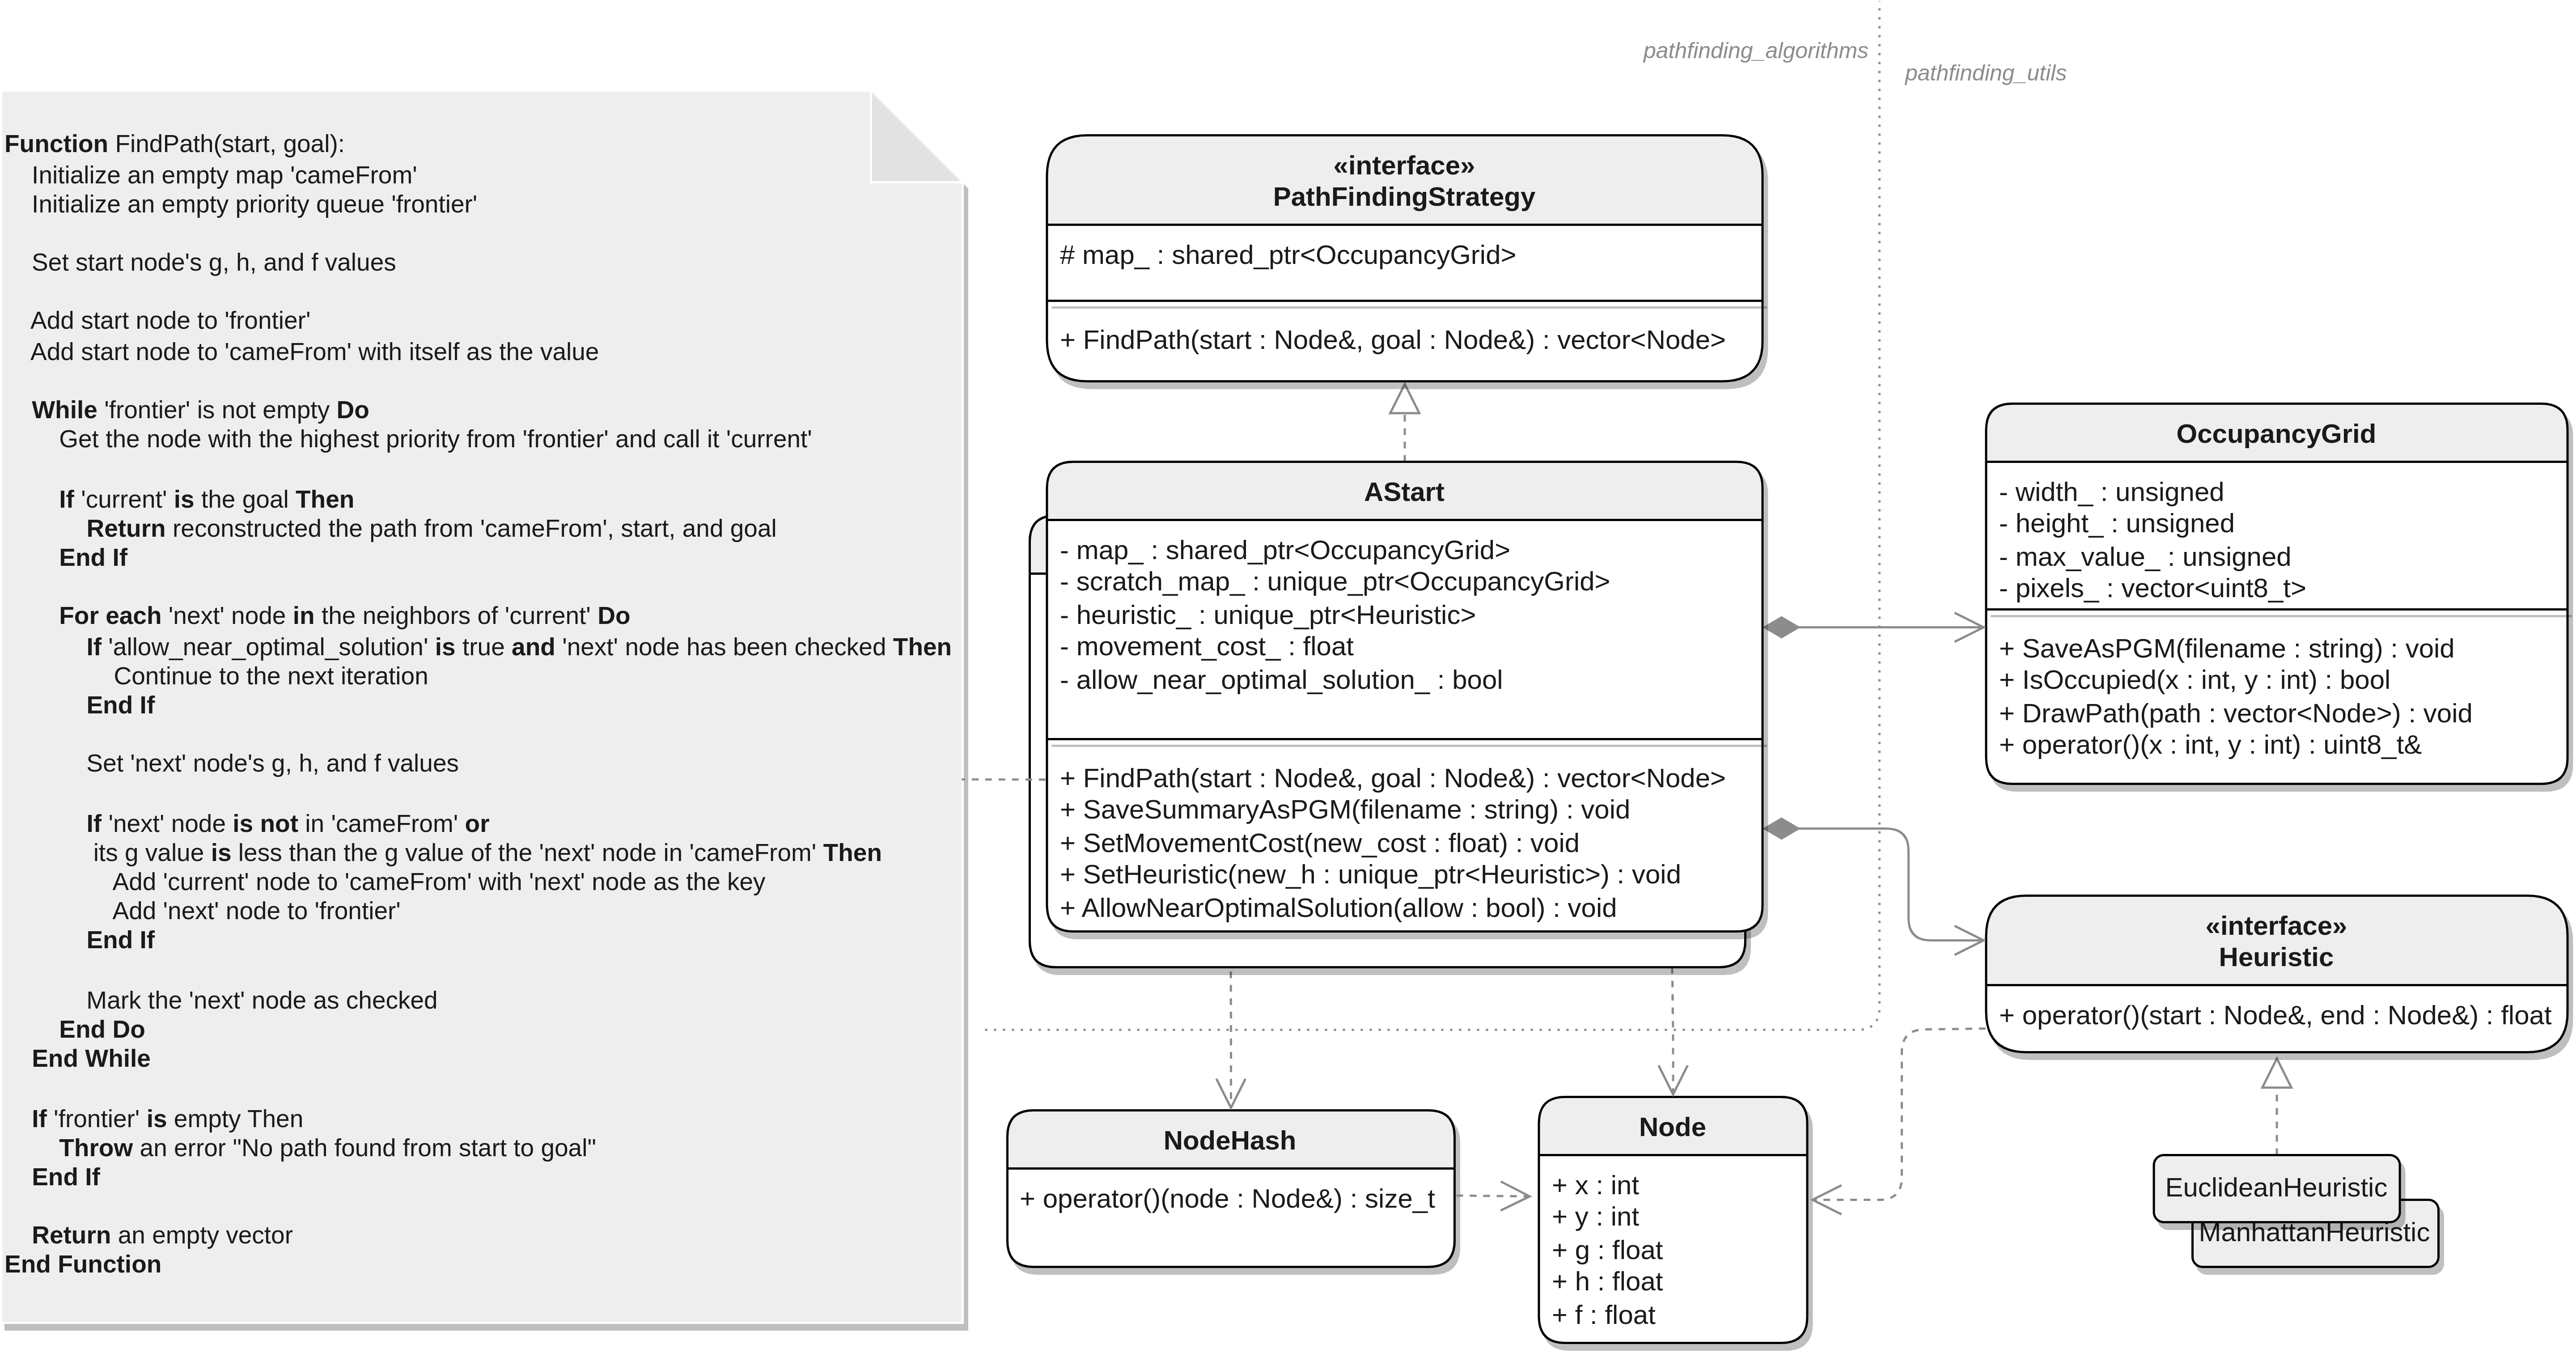 pathfinding_algorithms
pathfinding_utils
Function FindPath(start, goal):
Initialize an empty map 'cameFrom'
Initialize an empty priority queue 'frontier'
Set start node's g, h, and f values
Add start node to 'frontier'
Add start node to 'cameFrom' with itself as the value
While 'frontier' is not empty Do
Get the node with the highest priority from 'frontier' and call it 'current'
If 'current' is the goal Then
Return reconstructed the path from 'cameFrom', start, and goal
End If
For each 'next' node in the neighbors of 'current' Do
If 'allow_near_optimal_solution' is true and 'next' node has been checked Then
Continue to the next iteration
End If
Set 'next' node's g, h, and f values
If 'next' node is not in 'cameFrom' or
its g value is less than the g value of the 'next' node in 'cameFrom' Then
Add 'current' node to 'cameFrom' with 'next' node as the key
Add 'next' node to 'frontier'
End If
Mark the 'next' node as checked
End Do
End While
If 'frontier' is empty Then
Throw an error "No path found from start to goal"
End If
Return an empty vector
End Function
«interface»
PathFindingStrategy
# map_ : shared_ptr<OccupancyGrid>
+ FindPath(start : Node&, goal : Node&) : vector<Node>
AStart
- map_ : shared_ptr<OccupancyGrid>
- scratch_map_ : unique_ptr<OccupancyGrid>
- heuristic_ : unique_ptr<Heuristic>
- movement_cost_ : float
- allow_near_optimal_solution_ : bool
+ FindPath(start : Node&, goal : Node&) : vector<Node>
+ SaveSummaryAsPGM(filename : string) : void
+ SetMovementCost(new_cost : float) : void
+ SetHeuristic(new_h : unique_ptr<Heuristic>) : void
+ AllowNearOptimalSolution(allow : bool) : void
OccupancyGrid
- width_ : unsigned
- height_ : unsigned
- max_value_ : unsigned
- pixels_ : vector<uint8_t>
+ SaveAsPGM(filename : string) : void
+ IsOccupied(x : int, y : int) : bool
+ DrawPath(path : vector<Node>) : void
+ operator()(x : int, y : int) : uint8_t&
«interface»
Heuristic
+ operator()(start : Node&, end : Node&) : float
NodeHash
+ operator()(node : Node&) : size_t
Node
+ x : int
+ y : int
+ g : float
+ h : float
+ f : float
EuclideanHeuristic
ManhattanHeuristic